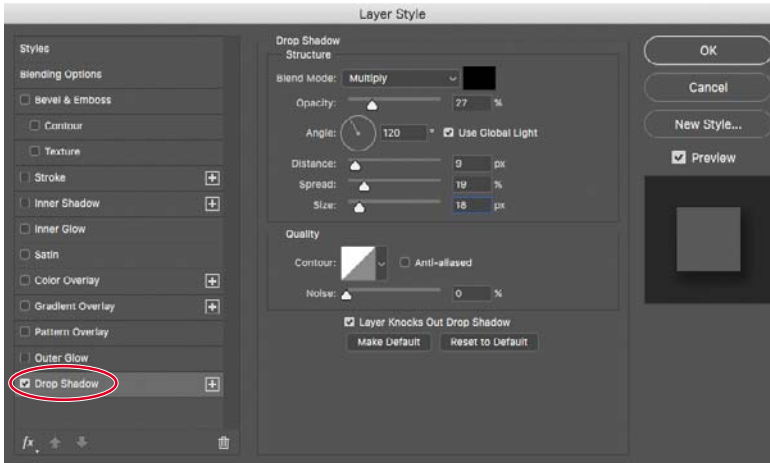 Layer Style
Styles
Blending Options
Bevel & Emboss
Contour
Texture
Stroke
Inner Shadow
Inner Glow
Satin
Color Overlay
Gradient Overlay
Pattern Overlay
Outer Glow
Drop Shadow
fx
Drop Shadow
Structure
Blend Mode: Multiply
Opacity: 27 %
Angle: 120 ° Use Global Light
Distance: 9 px
Spread: 19 %
Size: 18 px
Quality
Contour: Anti-aliased
Noise: 0 %
Layer Knocks Out Drop Shadow
Make Default Reset to Default
OK
Cancel
New Style...
Preview